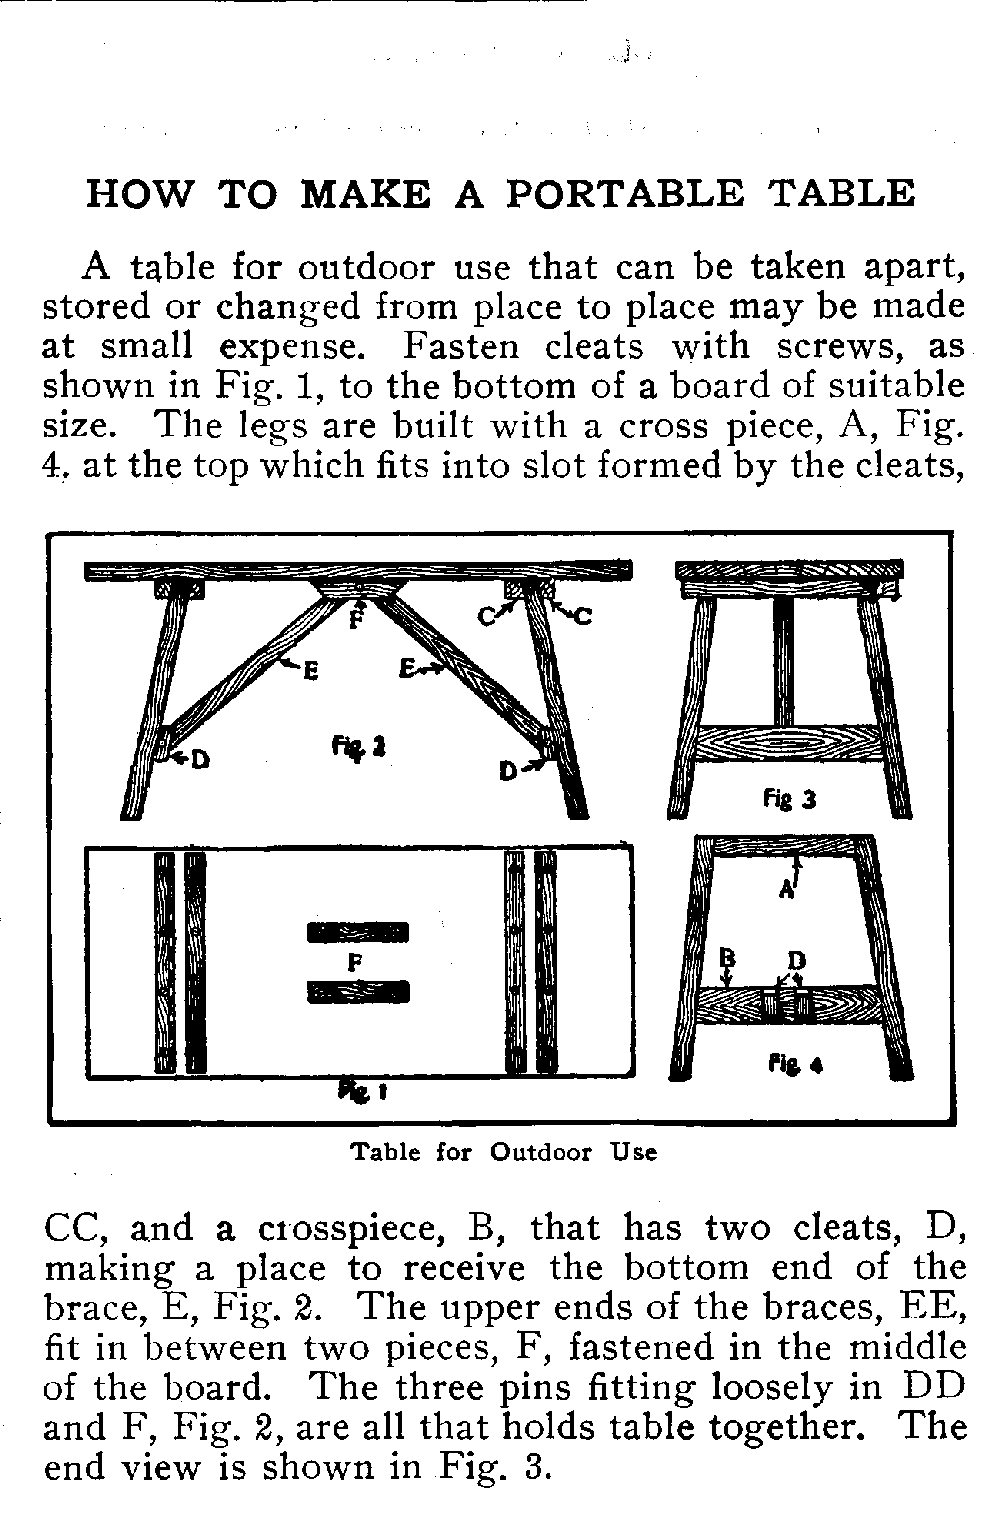 HOW TO MAKE A PORTABLE TABLE
A table for outdoor use that can be taken apart,
stored or changed from place to place may be made
at small expense. Fasten cleats with screws, as
shown in Fig. 1, to the bottom of a board of suitable
size. The legs are built with a cross piece, A, Fig.
4, at the top which fits into slot formed by the cleats,
F
C C
E E
D
Fig 2
D
Fig 3
A
F
B D
Fig 4
Fig. 1
Table for Outdoor Use
CC, and a crosspiece, B, that has two cleats, D,
making a place to receive the bottom end of the
brace, E, Fig. 2. The upper ends of the braces, EE,
fit in between two pieces, F, fastened in the middle
of the board. The three pins fitting loosely in DD
and F, Fig. 2, are all that holds table together. The
end view is shown in Fig. 3.